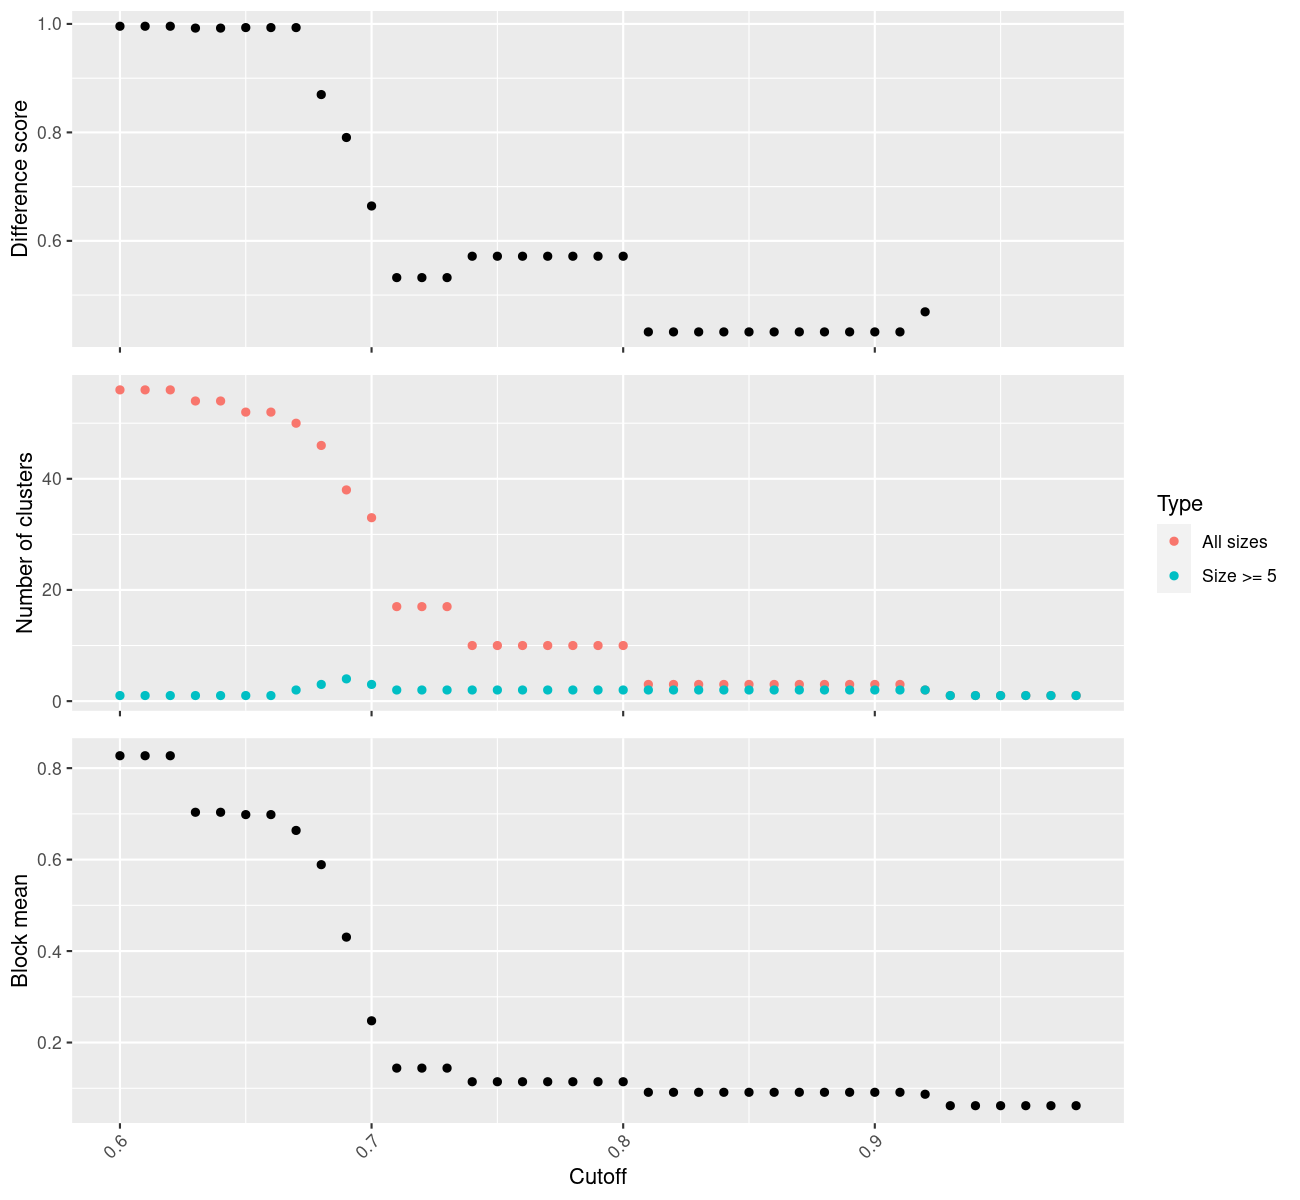 1.0
0.8
0.6
Difference score
40
20
0
Number of clusters
Type
All sizes
Size >= 5
0.8
0.6
0.4
0.2
Block mean
0.6
0.7
0.8
0.9
Cutoff